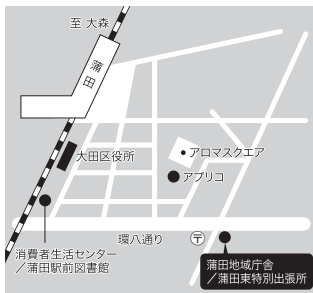 至 大森
蒲田
大田区役所
アロマスクエア
アプリコ
環八通り
〒
消費者生活センター
／蒲田駅前図書館
蒲田地域庁舎
／蒲田東特別出張所